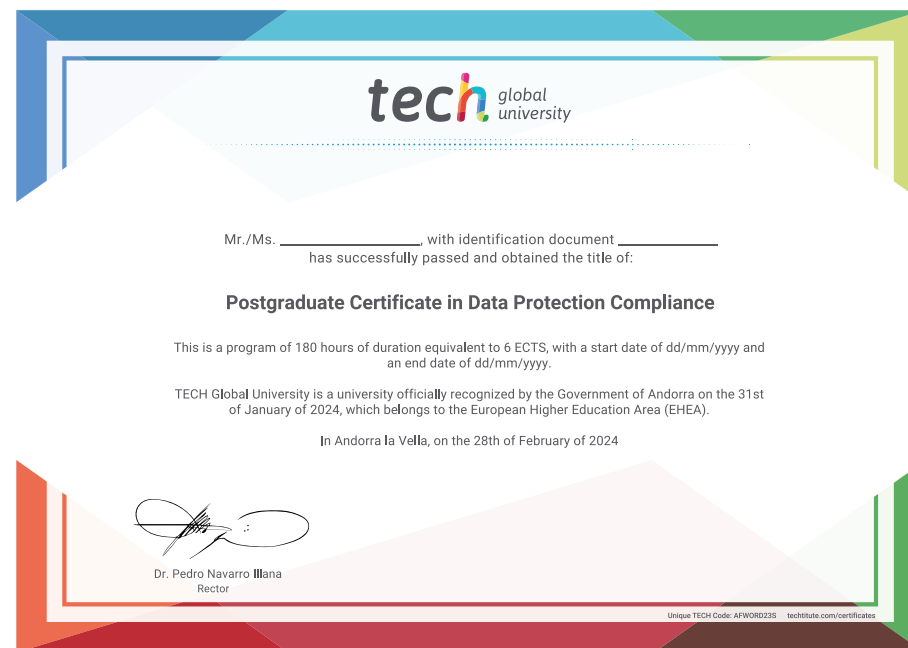 tech global
university
Mr./Ms. ____________, with identification document ____________
has successfully passed and obtained the title of:
Postgraduate Certificate in Data Protection Compliance
This is a program of 180 hours of duration equivalent to 6 ECTS, with a start date of dd/mm/yyyy and
an end date of dd/mm/yyyy.
TECH Global University is a university officially recognized by the Government of Andorra on the 31st
of January of 2024, which belongs to the European Higher Education Area (EHEA).
In Andorra la Vella, on the 28th of February of 2024
Dr. Pedro Navarro Illana
Rector
Unique TECH Code: AFWORD23S techtitute.com/certificates